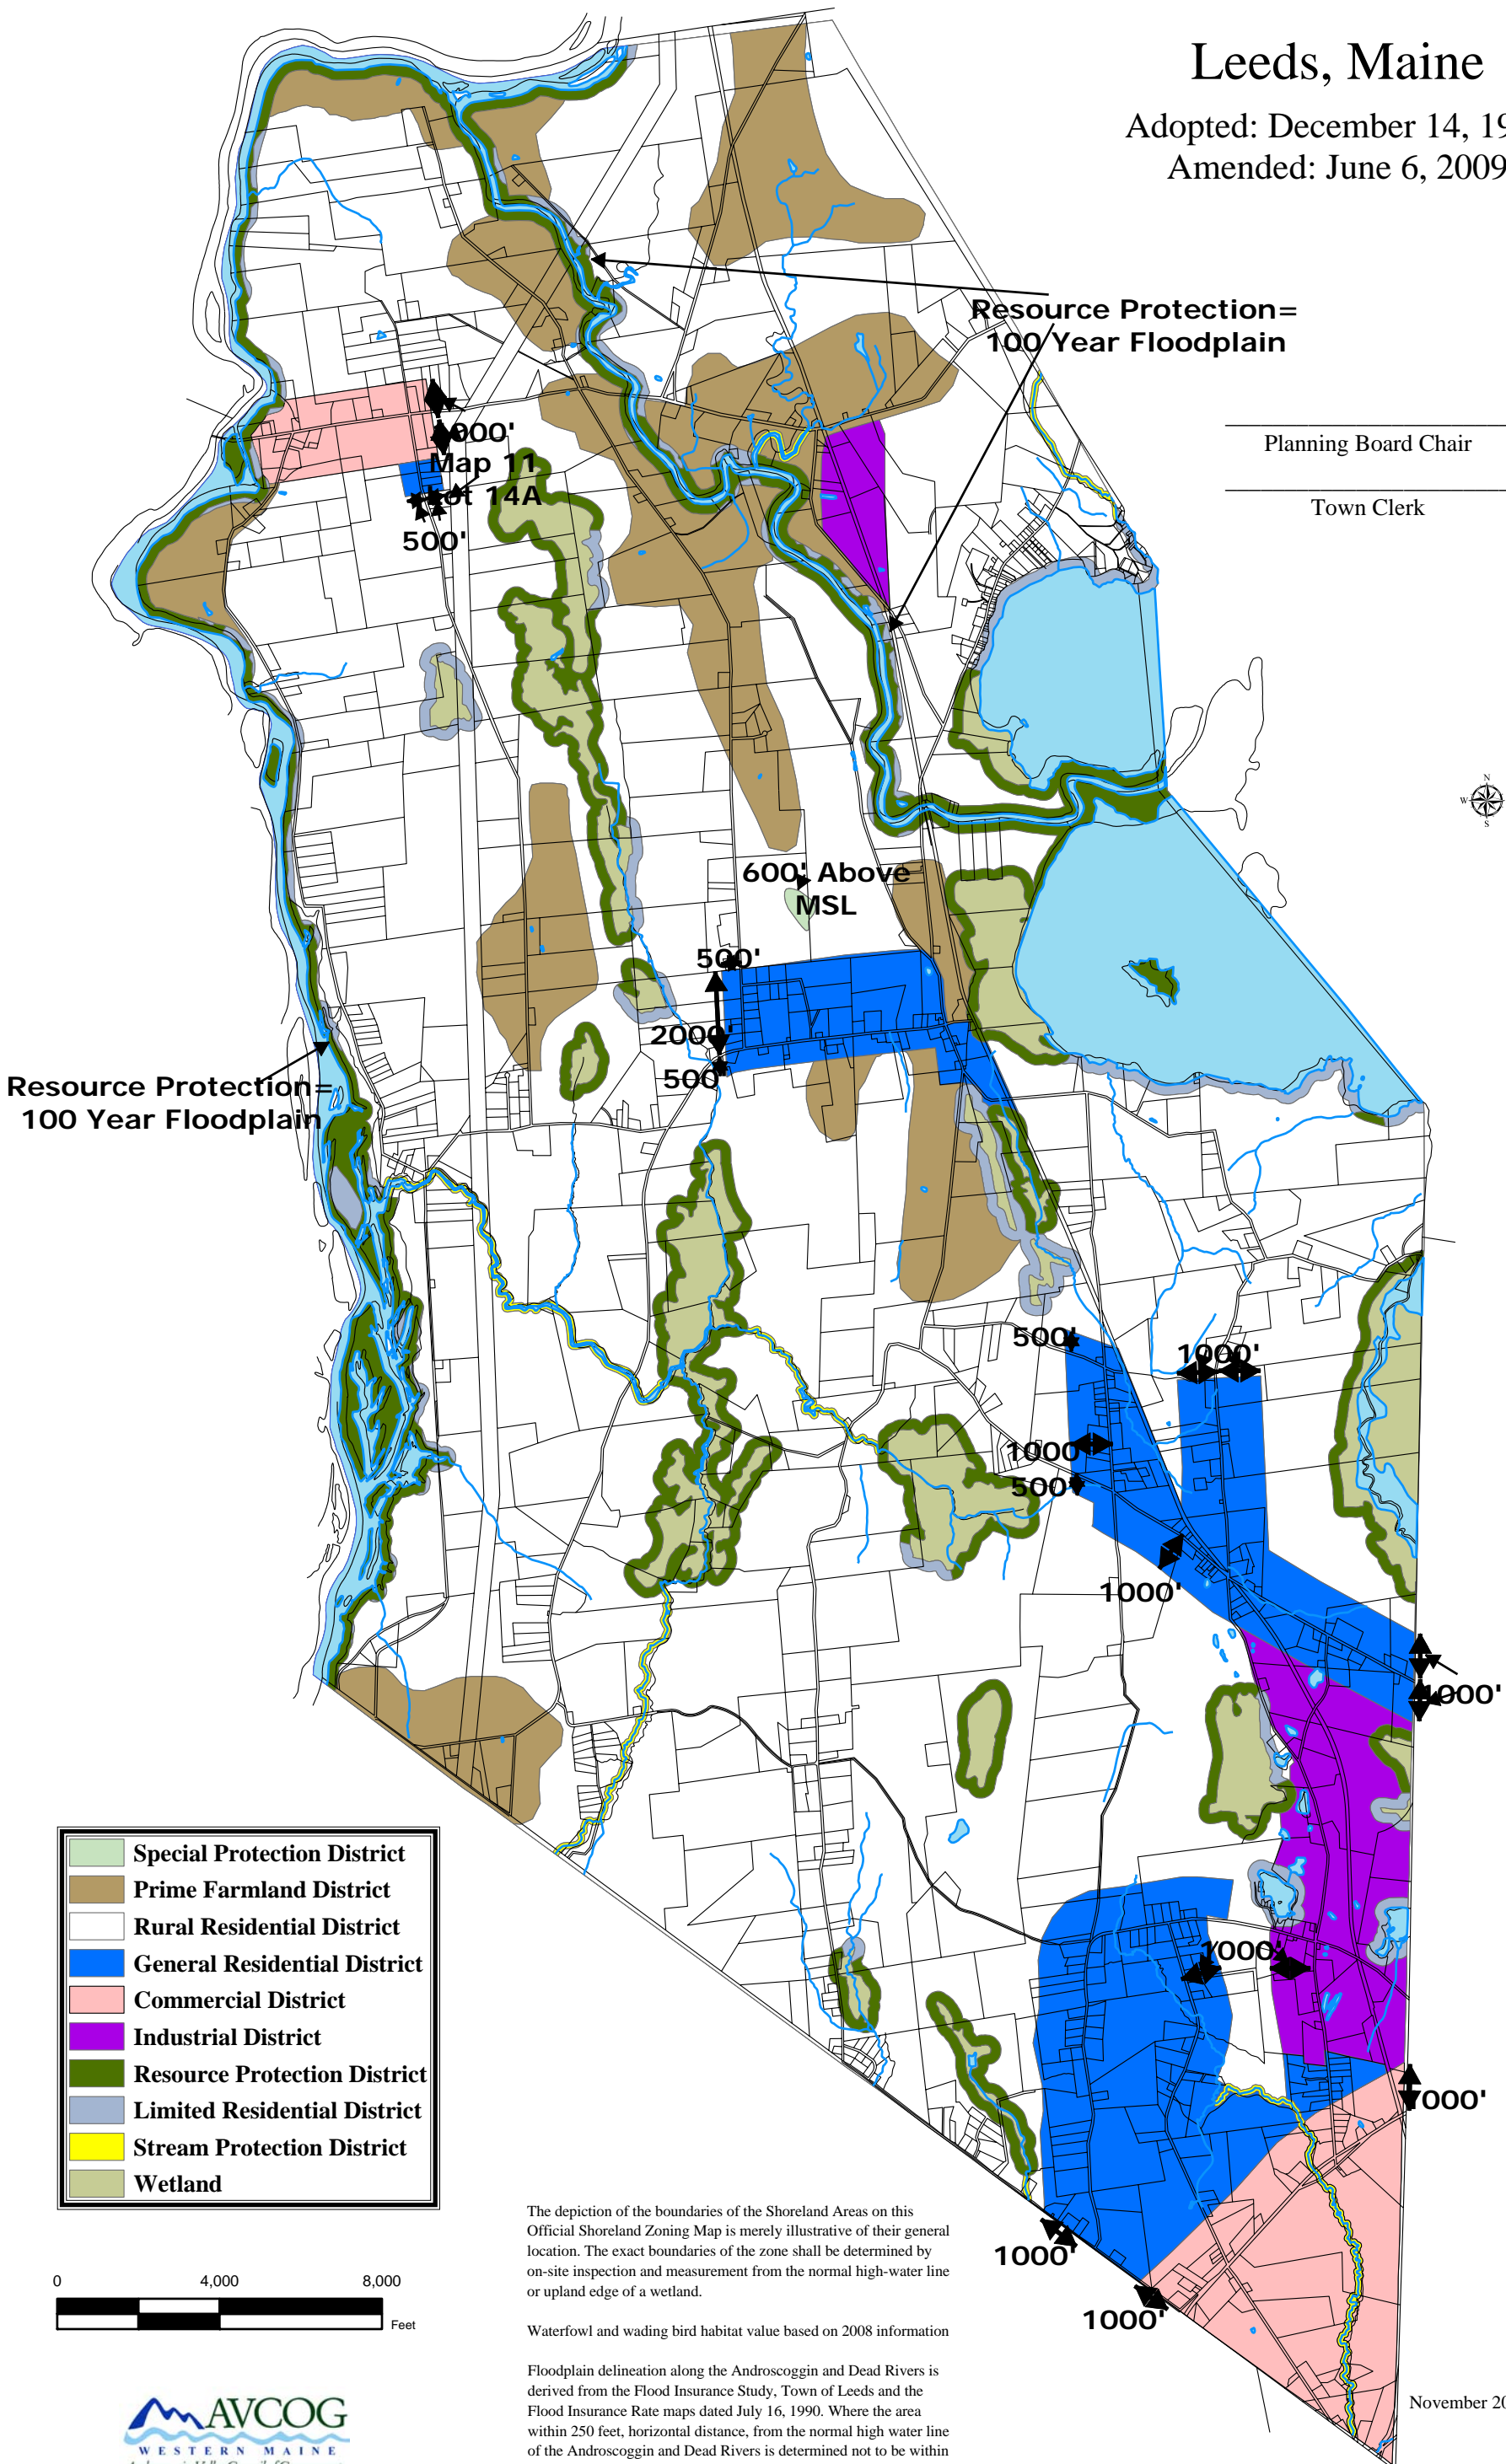 Leeds, Maine
Adopted: December 14, 19
Amended: June 6, 2009
Resource Protection=
100 Year Floodplain
Planning Board Chair
Town Clerk
1000'
Map 11
Lot 14A
500'
N
W
S
600' Above
MSL
500'
2000'
500'
Resource Protection=
100 Year Floodplain
500'
1000'
1000'
500'
1000'
1000'
1000'
1000'
1000'
1000'
Special Protection District
Prime Farmland District
Rural Residential District
General Residential District
Commercial District
Industrial District
Resource Protection District
Limited Residential District
Stream Protection District
Wetland
0 4,000 8,000
Feet
The depiction of the boundaries of the Shoreland Areas on this
Official Shoreland Zoning Map is merely illustrative of their general
location. The exact boundaries of the zone shall be determined by
on-site inspection and measurement from the normal high-water line
or upland edge of a wetland.
Waterfowl and wading bird habitat value based on 2008 information
Floodplain delineation along the Androscoggin and Dead Rivers is
derived from the Flood Insurance Study, Town of Leeds and the
Flood Insurance Rate maps dated July 16, 1990. Where the area
within 250 feet, horizontal distance, from the normal high water line
of the Androscoggin and Dead Rivers is determined not to be within
November 20
AVCOG
WESTERN MAINE